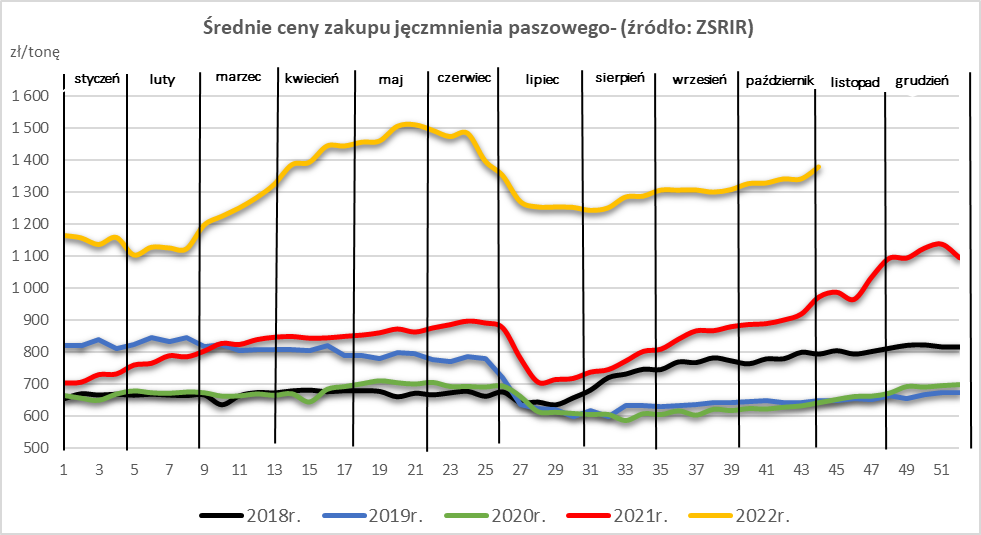 Średnie ceny zakupu jęczmnienia paszowego- (źródło: ZSRIR)
zł/tonę
styczeń luty marzec kwiecień maj czerwiec lipiec sierpień wrzesień październik listopad grudzień
1 600
1 500
1 400
1 300
1 200
1 100
1 000
900
800
700
600
500
1 3 5 7 9 11 13 15 17 19 21 23 25 27 29 31 33 35 37 39 41 43 45 47 49 51
2018r. 2019r. 2020r. 2021r. 2022r.